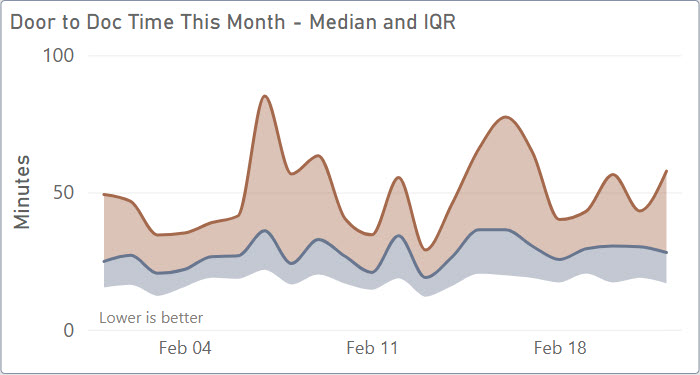 Door to Doc Time This Month - Median and IQR
100
50
0
Minutes
Lower is better
Feb 04 Feb 11 Feb 18